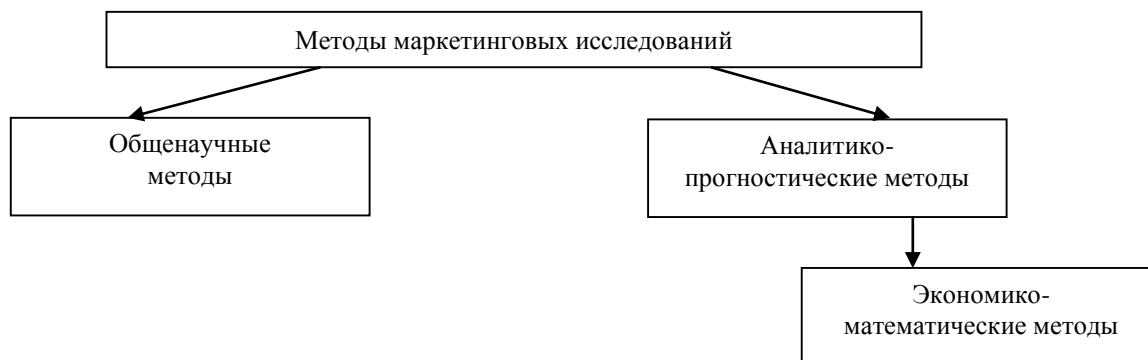 Методы маркетинговых исследований
Общенаучные
методы
Аналитико-
прогностические методы
Экономико-
математические методы